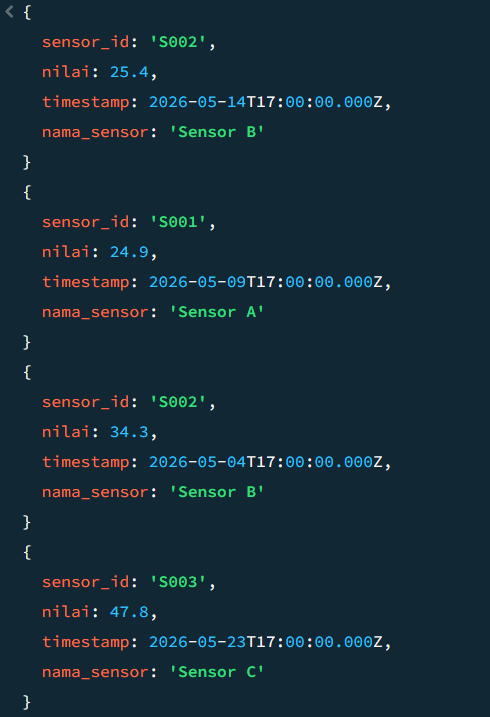 {
sensor_id: 'S002',
nilai: 25.4,
timestamp: 2026-05-14T17:00:00.000Z,
nama_sensor: 'Sensor B'
}
{
sensor_id: 'S001',
nilai: 24.9,
timestamp: 2026-05-09T17:00:00.000Z,
nama_sensor: 'Sensor A'
}
{
sensor_id: 'S002',
nilai: 34.3,
timestamp: 2026-05-04T17:00:00.000Z,
nama_sensor: 'Sensor B'
}
{
sensor_id: 'S003',
nilai: 47.8,
timestamp: 2026-05-23T17:00:00.000Z,
nama_sensor: 'Sensor C'
}